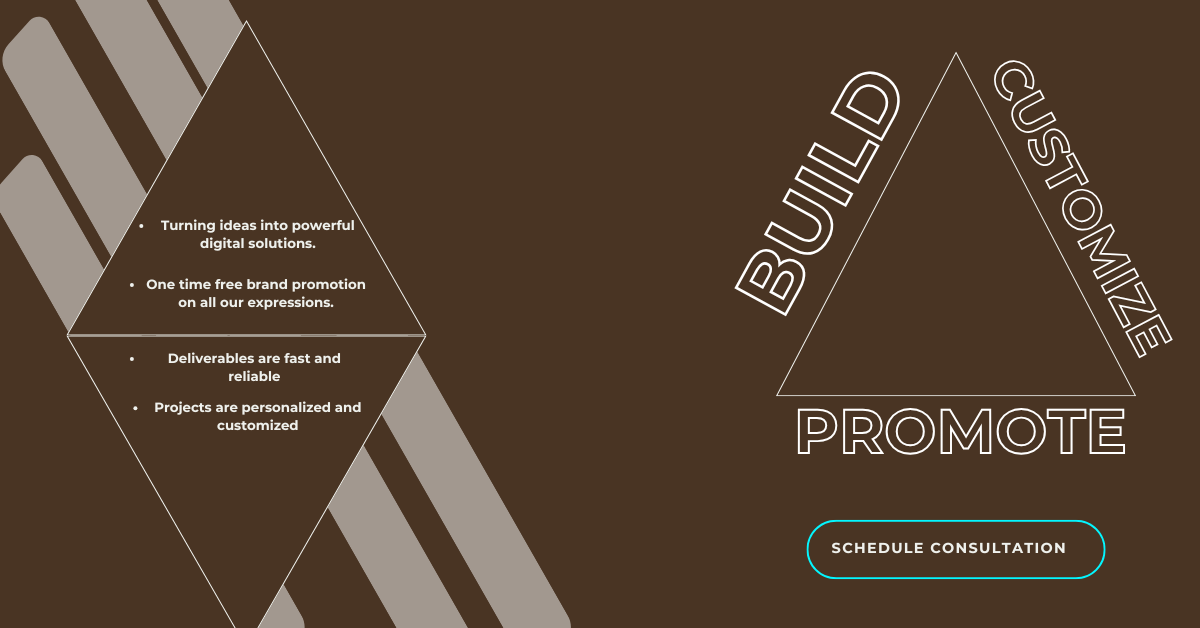 • Turning ideas into powerful
digital solutions.
• One time free brand promotion
on all our expressions.
• Deliverables are fast and
reliable
• Projects are personalized and
customized
BUILD
CUSTOMIZE
PROMOTE
SCHEDULE CONSULTATION